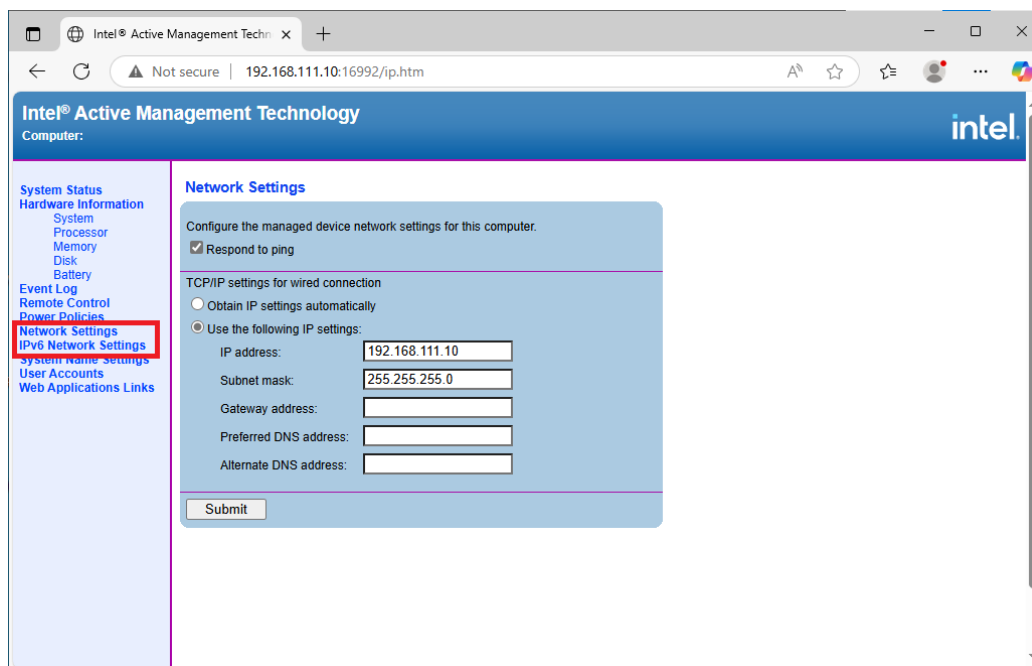 Intel® Active Management Techn
Not secure | 192.168.111.10:16992/ip.htm
Intel® Active Management Technology
Computer:
intel.
System Status
Hardware Information
System
Processor
Memory
Disk
Battery
Event Log
Remote Control
Power Policies
Network Settings
IPv6 Network Settings
System Name Settings
User Accounts
Web Applications Links
Network Settings
Configure the managed device network settings for this computer.
Respond to ping
TCP/IP settings for wired connection
Obtain IP settings automatically
Use the following IP settings:
IP address: 192.168.111.10
Subnet mask: 255.255.255.0
Gateway address:
Preferred DNS address:
Alternate DNS address:
Submit